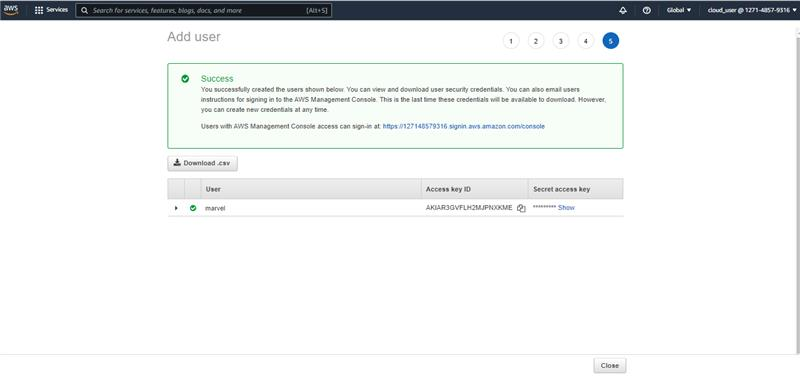 aws Services Search for services, features, blogs, docs, and more [Alt+S] Global cloud_user @ 1271-4857-9316
Add user
1 2 3 4 5
Success
You successfully created the users shown below. You can view and download user security credentials. You can also email users
instructions for signing in to the AWS Management Console. This is the last time these credentials will be available to download. However,
you can create new credentials at any time.
Users with AWS Management Console access can sign-in at: https://127148579316.signin.aws.amazon.com/console
Download .csv
User Access key ID Secret access key
marvel AKIAR3GVFLH2MJPNXKME ********* Show
Close